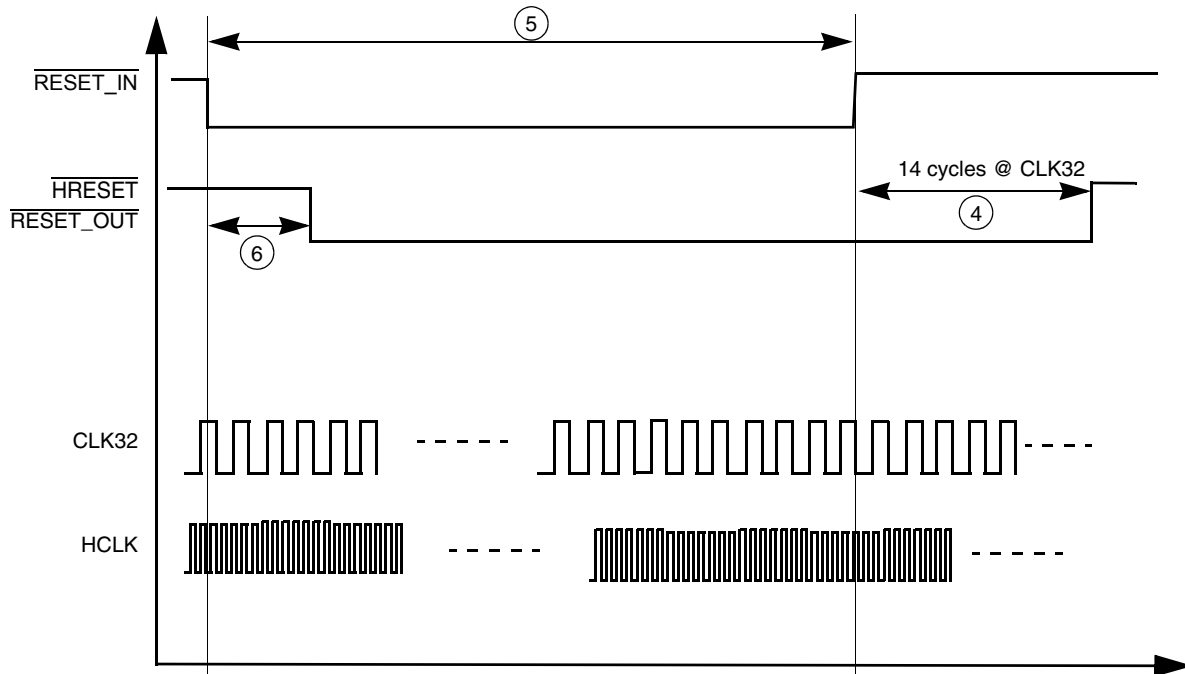 5
RESET_IN
HRESET
14 cycles @ CLK32
RESET_OUT
4
6
CLK32
HCLK